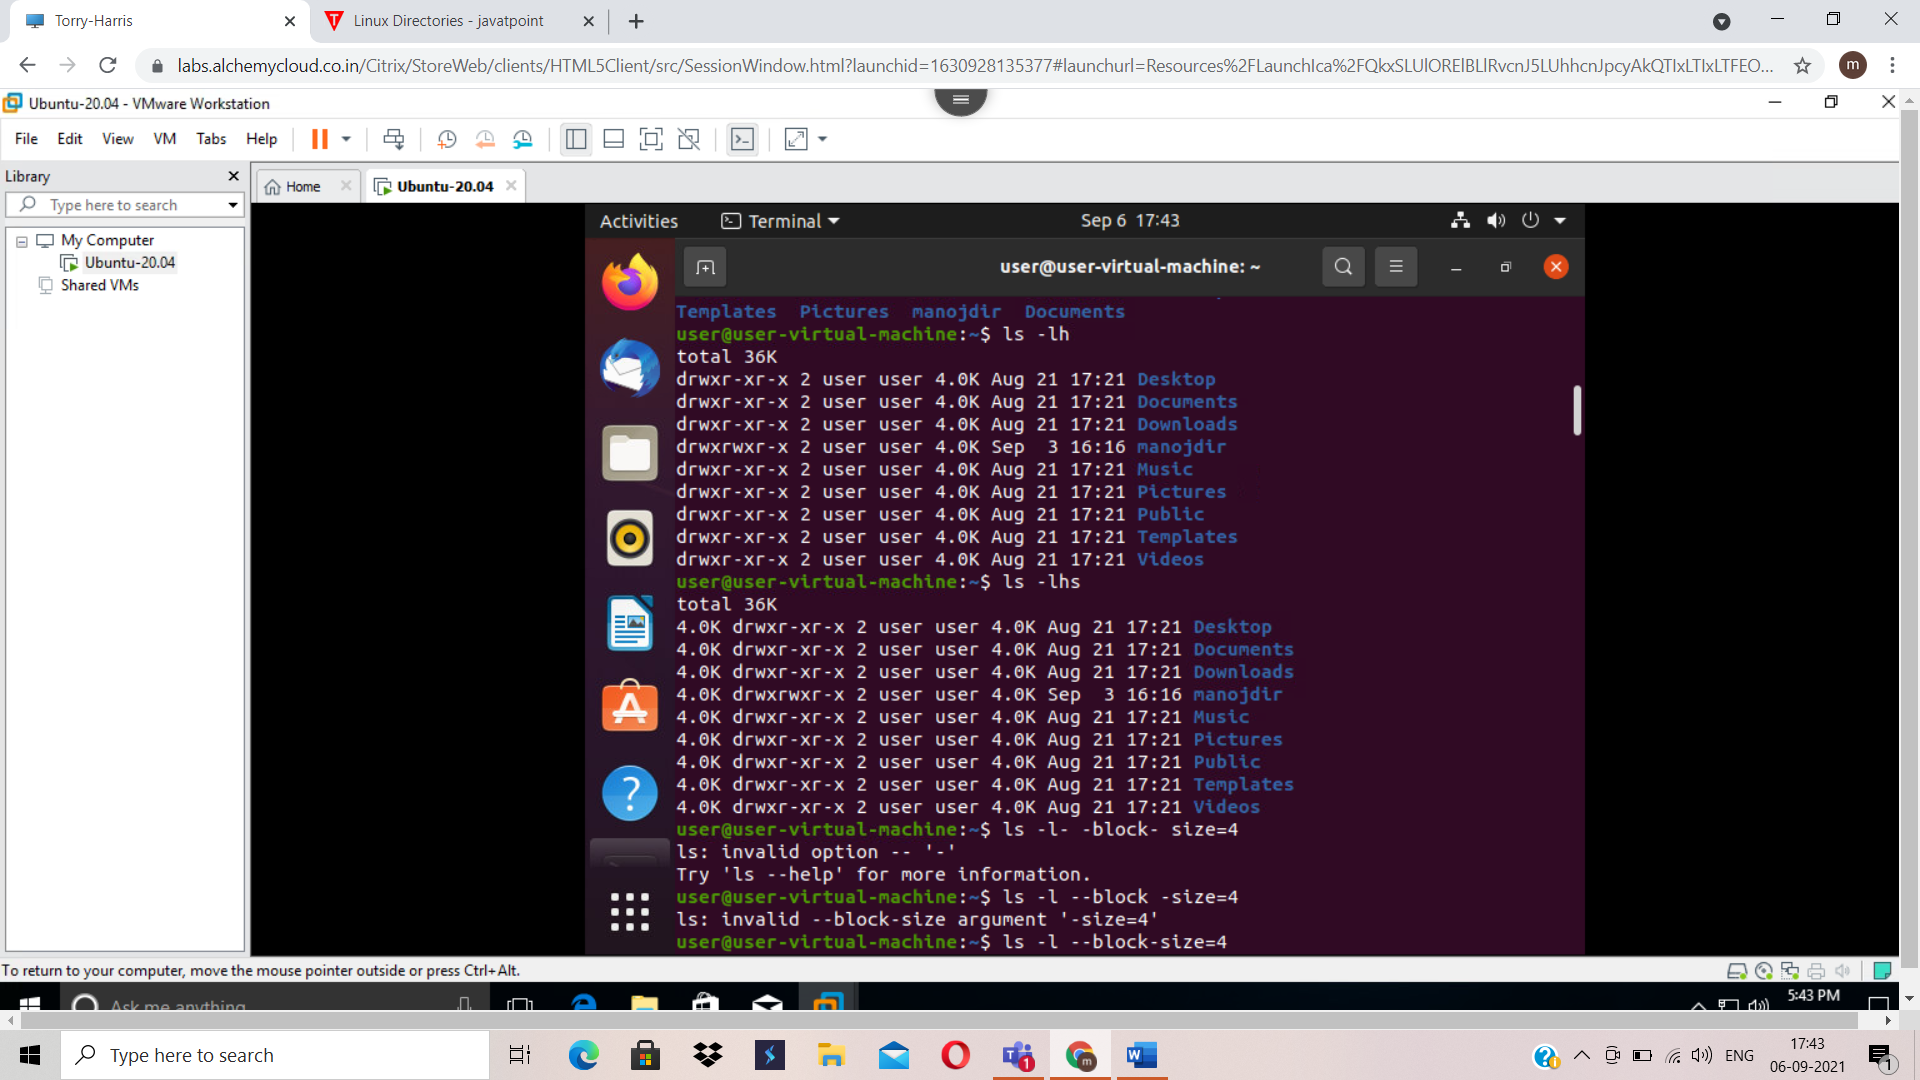 Torry-Harris
Linux Directories - javatpoint
labs.alchemycloud.co.in/Citrix/StoreWeb/clients/HTML5Client/src/SessionWindow.html?launchid=1630928135377#launchurl=Resources%2FLaunchIca%2F
m
Ubuntu-20.04 - VMware Workstation
File Edit View VM Tabs Help
Library
Type here to search
My Computer
Ubuntu-20.04
Shared VMs
Home
Ubuntu-20.04
Activities Terminal Sep 6 17:43
user@user-virtual-machine: ~
Templates Pictures manojdir Documents
user@user-virtual-machine:~$ ls -lh
total 36K
drwxr-xr-x 2 user user 4.0K Aug 21 17:21 Desktop
drwxr-xr-x 2 user user 4.0K Aug 21 17:21 Documents
drwxr-xr-x 2 user user 4.0K Aug 21 17:21 Downloads
drwxrwxr-x 2 user user 4.0K Sep  3 16:16 manojdir
drwxr-xr-x 2 user user 4.0K Aug 21 17:21 Music
drwxr-xr-x 2 user user 4.0K Aug 21 17:21 Pictures
drwxr-xr-x 2 user user 4.0K Aug 21 17:21 Public
drwxr-xr-x 2 user user 4.0K Aug 21 17:21 Templates
drwxr-xr-x 2 user user 4.0K Aug 21 17:21 Videos
user@user-virtual-machine:~$ ls -lhs
total 36K
4.0K drwxr-xr-x 2 user user 4.0K Aug 21 17:21 Desktop
4.0K drwxr-xr-x 2 user user 4.0K Aug 21 17:21 Documents
4.0K drwxr-xr-x 2 user user 4.0K Aug 21 17:21 Downloads
4.0K drwxrwxr-x 2 user user 4.0K Sep  3 16:16 manojdir
4.0K drwxr-xr-x 2 user user 4.0K Aug 21 17:21 Music
4.0K drwxr-xr-x 2 user user 4.0K Aug 21 17:21 Pictures
4.0K drwxr-xr-x 2 user user 4.0K Aug 21 17:21 Public
4.0K drwxr-xr-x 2 user user 4.0K Aug 21 17:21 Templates
4.0K drwxr-xr-x 2 user user 4.0K Aug 21 17:21 Videos
user@user-virtual-machine:~$ ls -l- -block- size=4
ls: invalid option -- '-'
Try 'ls --help' for more information.
user@user-virtual-machine:~$ ls -l --block -size=4
ls: invalid --block-size argument '-size=4'
user@user-virtual-machine:~$ ls -l --block-size=4
To return to your computer, move the mouse pointer outside or press Ctrl+Alt.
Ask me anything
5:43 PM
Type here to search
1
ENG
17:43
06-09-2021
1